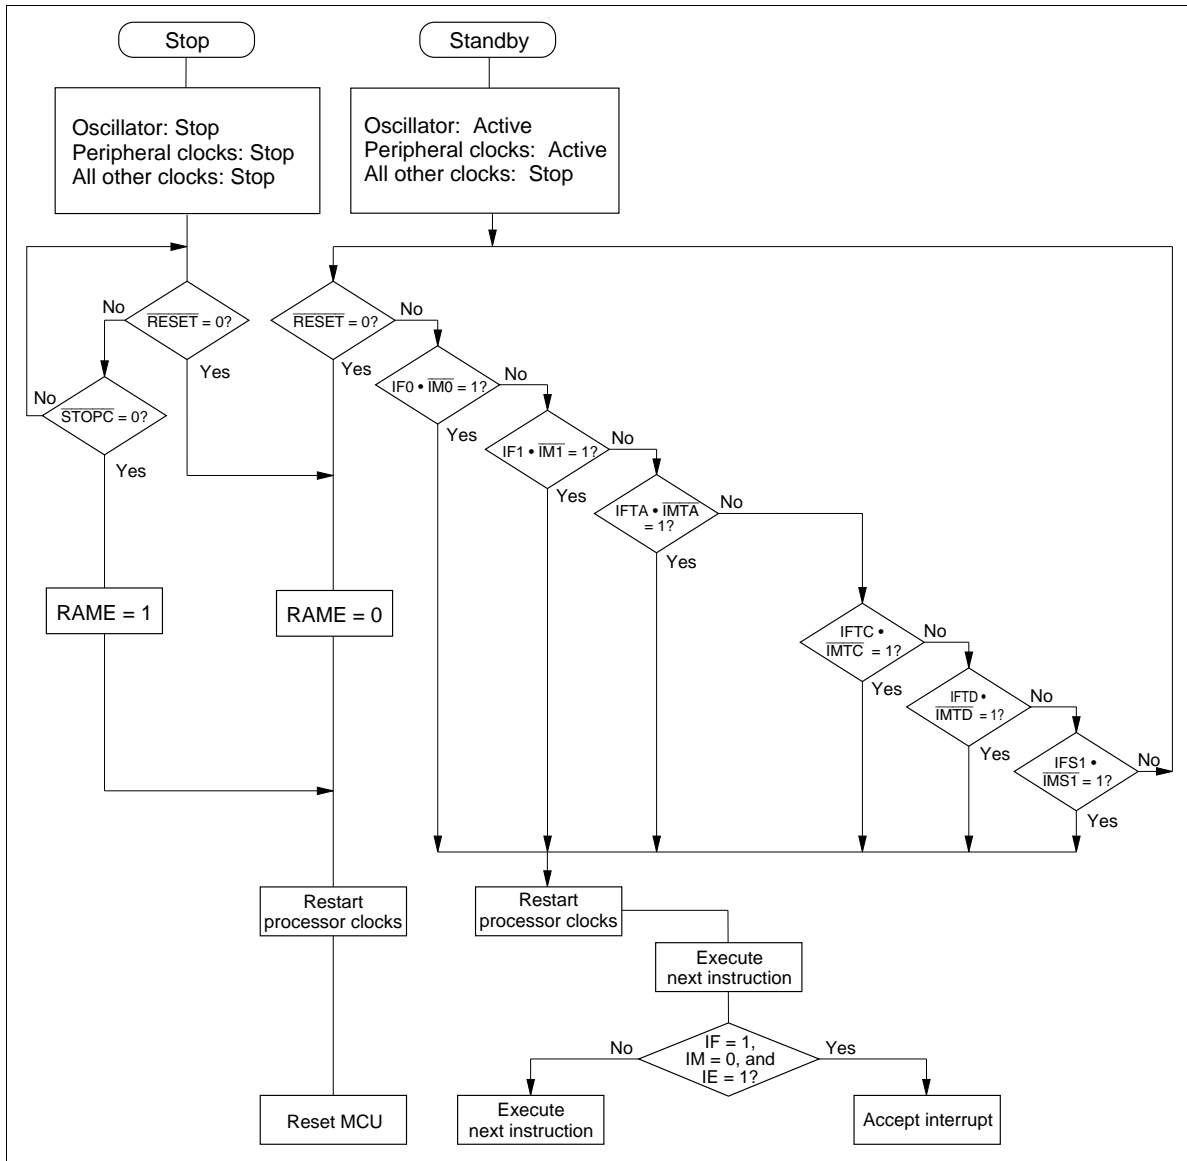 Stop
Standby
Oscillator: Stop
Peripheral clocks: Stop
All other clocks: Stop
Oscillator: Active
Peripheral clocks: Active
All other clocks: Stop
No
RESET = 0?
Yes
No
STOPC = 0?
Yes
RESET = 0?
No
Yes
IF0 • IM0 = 1?
No
Yes
IF1 • IM1 = 1?
No
Yes
IFTA • IMTA
= 1?
No
Yes
IFTC •
IMTC = 1?
No
Yes
IFTD •
IMTD = 1?
No
Yes
IFS1 •
IMS1 = 1?
No
Yes
RAME = 1
RAME = 0
Restart
processor clocks
Restart
processor clocks
Execute
next instruction
IF = 1,
IM = 0, and
IE = 1?
No
Yes
Reset MCU
Execute
next instruction
Accept interrupt